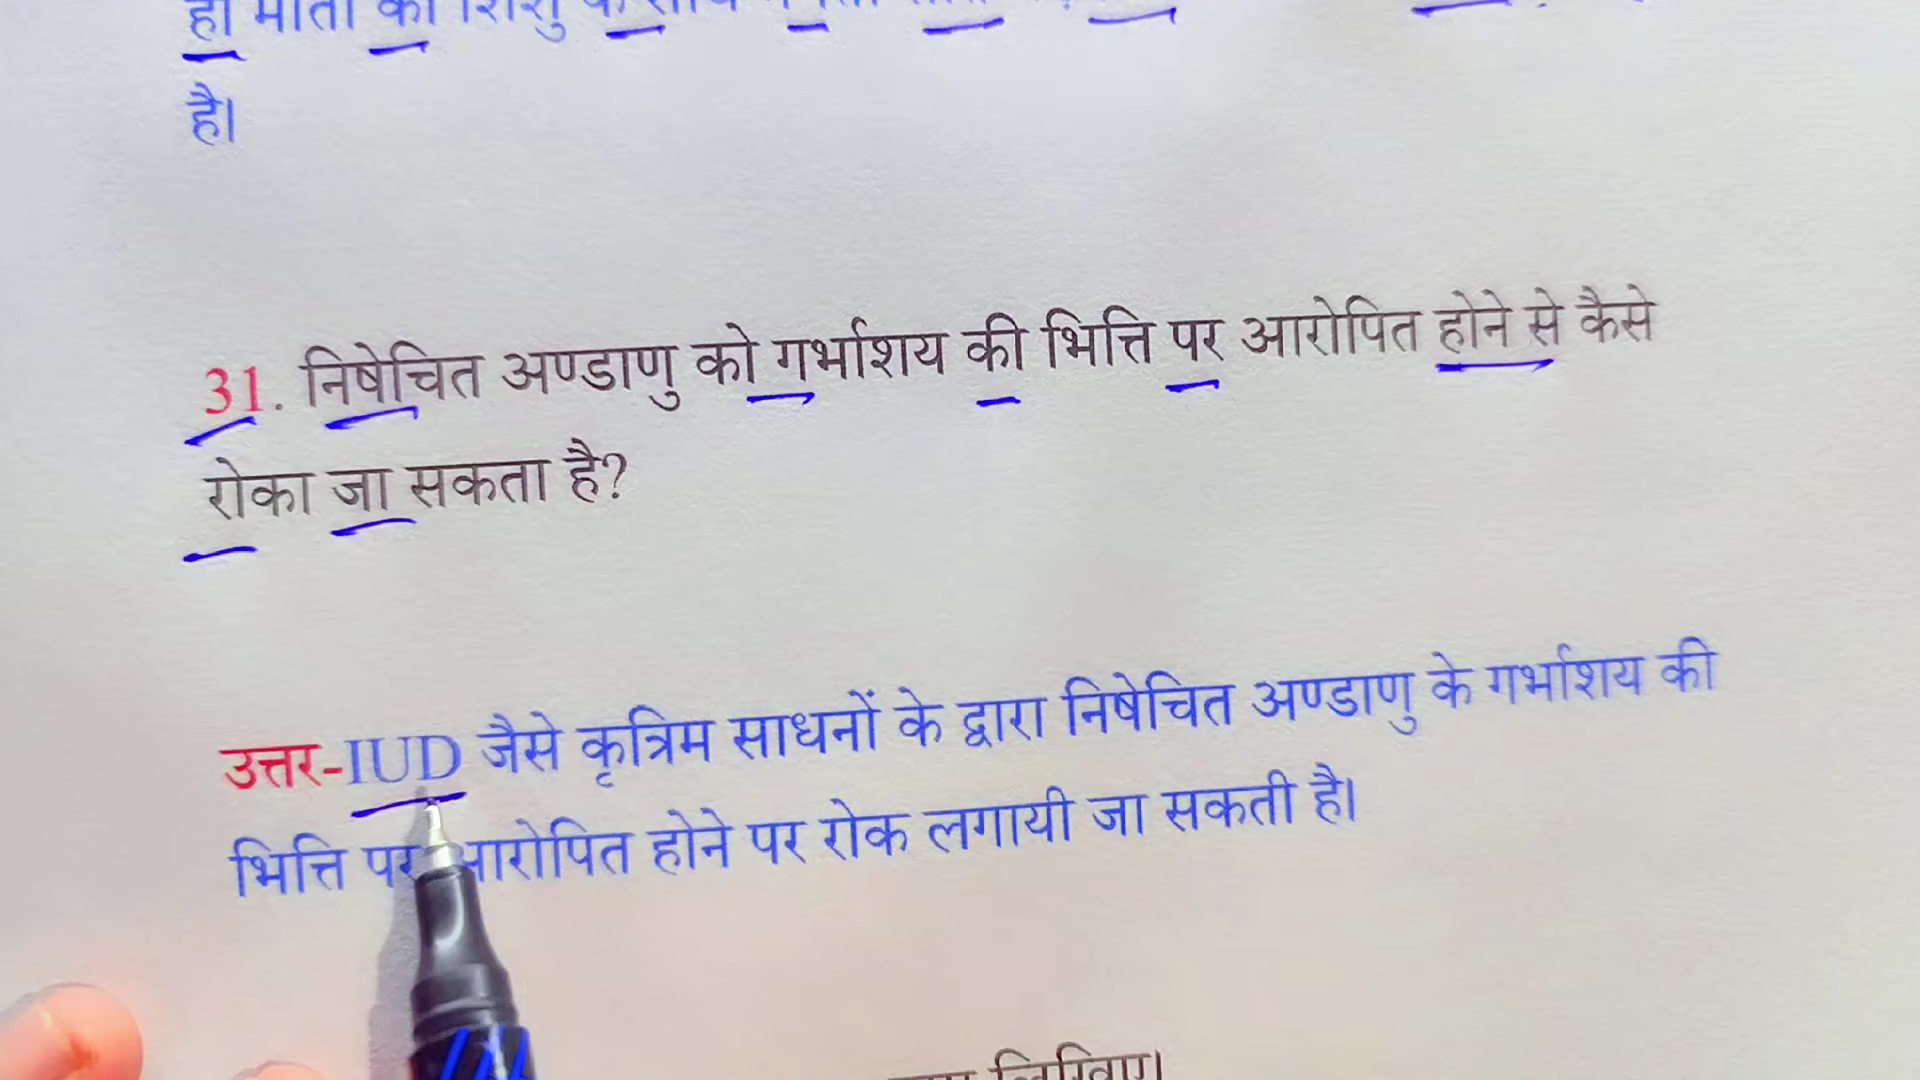 ही माता को शिशु के
है।
31. निषेचित अण्डाणु को गर्भाशय की भित्ति पर आरोपित होने से कैसे
रोका जा सकता है?
उत्तर-IUD जैसे कृत्रिम साधनों के द्वारा निषेचित अण्डाणु के गर्भाशय की
भित्ति पर आरोपित होने पर रोक लगायी जा सकती है।
लिखिए।